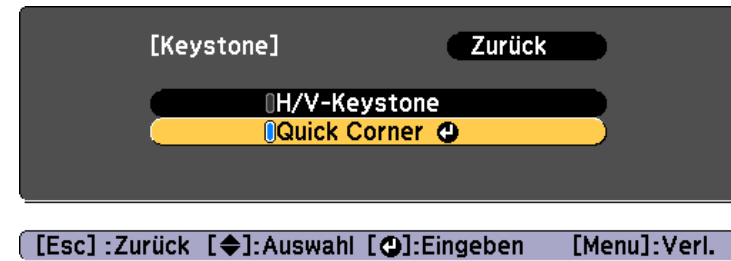 [Keystone] Zurück
H/V-Keystone
Quick Corner
[Esc] :Zurück [◆]:Auswahl [↵]:Eingeben [Menu]:Verl.